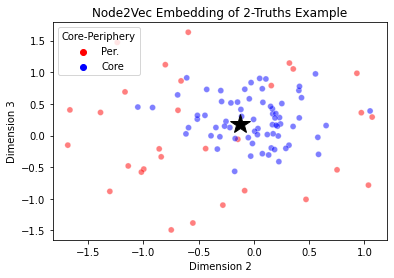 Node2Vec Embedding of 2-Truths Example
Core-Periphery
Per.
Core
Dimension 3
1.5
1.0
0.5
0.0
−0.5
−1.0
−1.5
−1.5 −1.0 −0.5 0.0 0.5 1.0
Dimension 2